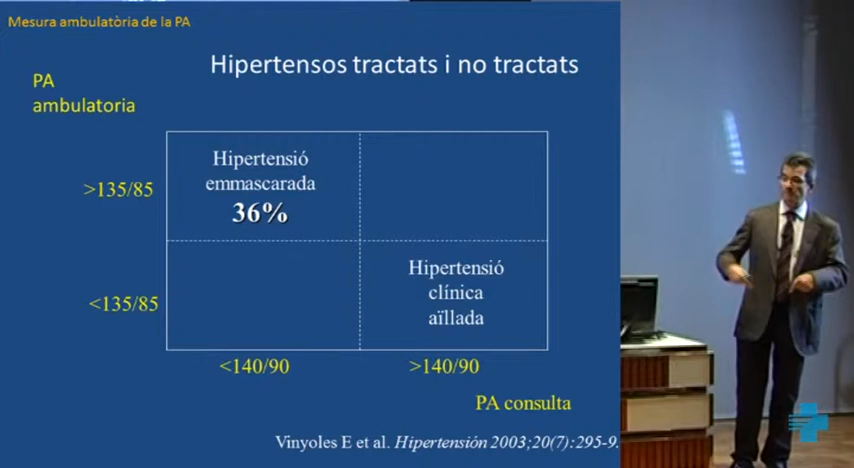 Mesura ambulatòria de la PA
Hipertensos tractats i no tractats
PA
ambulatoria
Hipertensió
emmascarada
36%
>135/85
Hipertensió
clínica
aïllada
<135/85
<140/90
>140/90
PA consulta
Vinyoles E et al. Hipertensión 2003;20(7):295-9.